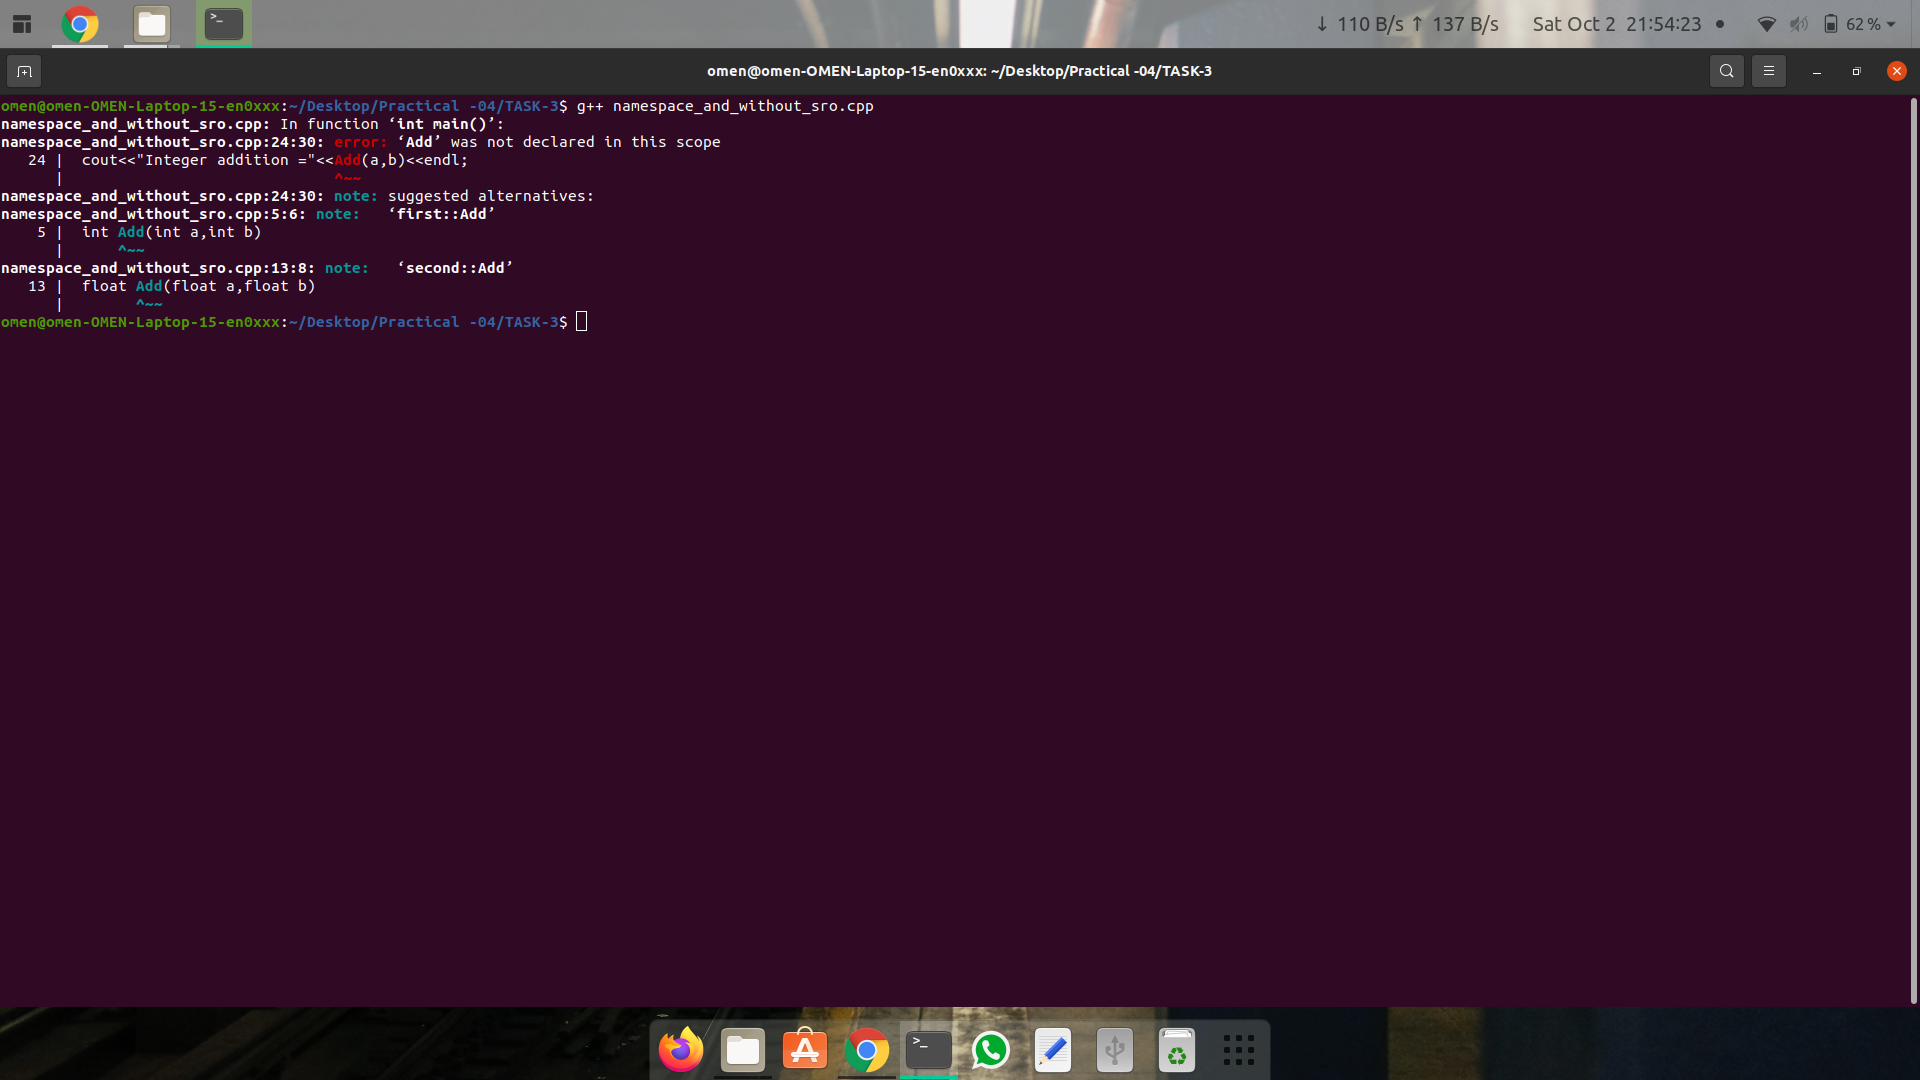 ↓ 110 B/s ↑ 137 B/s Sat Oct 2 21:54:23 62 %
omen@omen-OMEN-Laptop-15-en0xxx: ~/Desktop/Practical -04/TASK-3
omen@omen-OMEN-Laptop-15-en0xxx:~/Desktop/Practical -04/TASK-3$ g++ namespace_and_without_sro.cpp
namespace_and_without_sro.cpp: In function ‘int main()’:
namespace_and_without_sro.cpp:24:30: error: ‘Add’ was not declared in this scope
   24 |  cout<<"Integer addition ="<<Add(a,b)<<endl;
      |                              ^~~
namespace_and_without_sro.cpp:24:30: note: suggested alternatives:
namespace_and_without_sro.cpp:5:6: note:   ‘first::Add’
    5 |  int Add(int a,int b)
      |      ^~~
namespace_and_without_sro.cpp:13:8: note:   ‘second::Add’
   13 |  float Add(float a,float b)
      |        ^~~
omen@omen-OMEN-Laptop-15-en0xxx:~/Desktop/Practical -04/TASK-3$